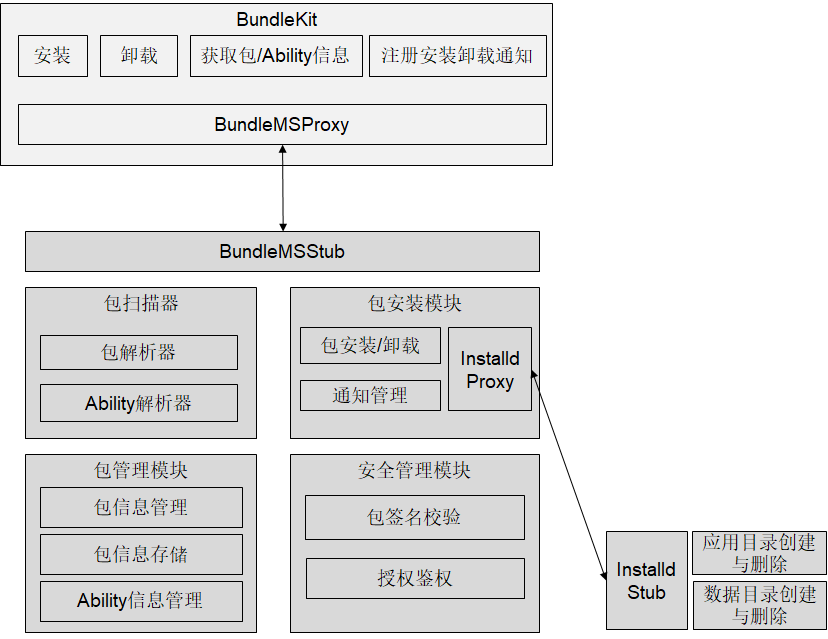 BundleKit
安装
卸载
获取包/Ability信息
注册安装卸载通知
BundleMSProxy
BundleMSStub
包扫描器
包解析器
Ability解析器
包安装模块
包安装/卸载
通知管理
Installd
Proxy
包管理模块
包信息管理
包信息存储
Ability信息管理
安全管理模块
包签名校验
授权鉴权
Installd
Stub
应用目录创建
与删除
数据目录创建
与删除